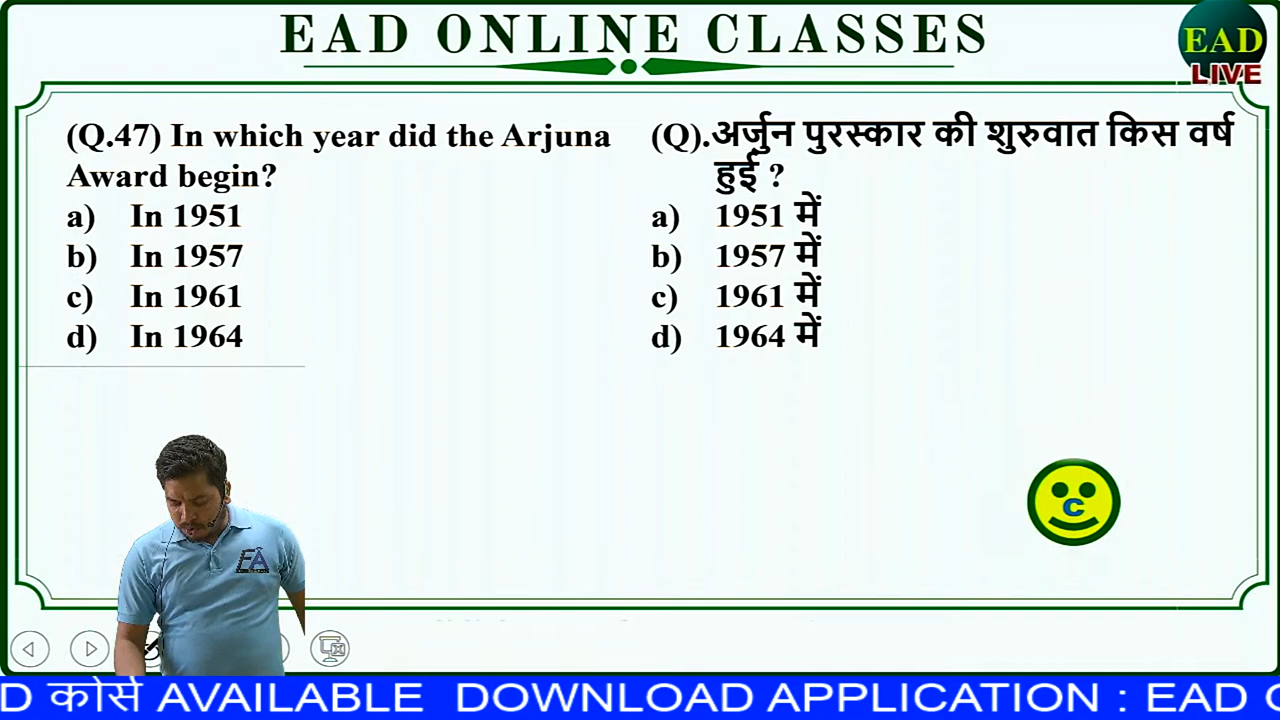 EAD ONLINE CLASSES
EAD
LIVE
(Q.47) In which year did the Arjuna
Award begin?
a) In 1951
b) In 1957
c) In 1961
d) In 1964
(Q).अर्जुन पुरस्कार की शुरुवात किस वर्ष
हुई ?
a) 1951 में
b) 1957 में
c) 1961 में
d) 1964 में
C
EA
D कोर्स AVAILABLE DOWNLOAD APPLICATION : EAD